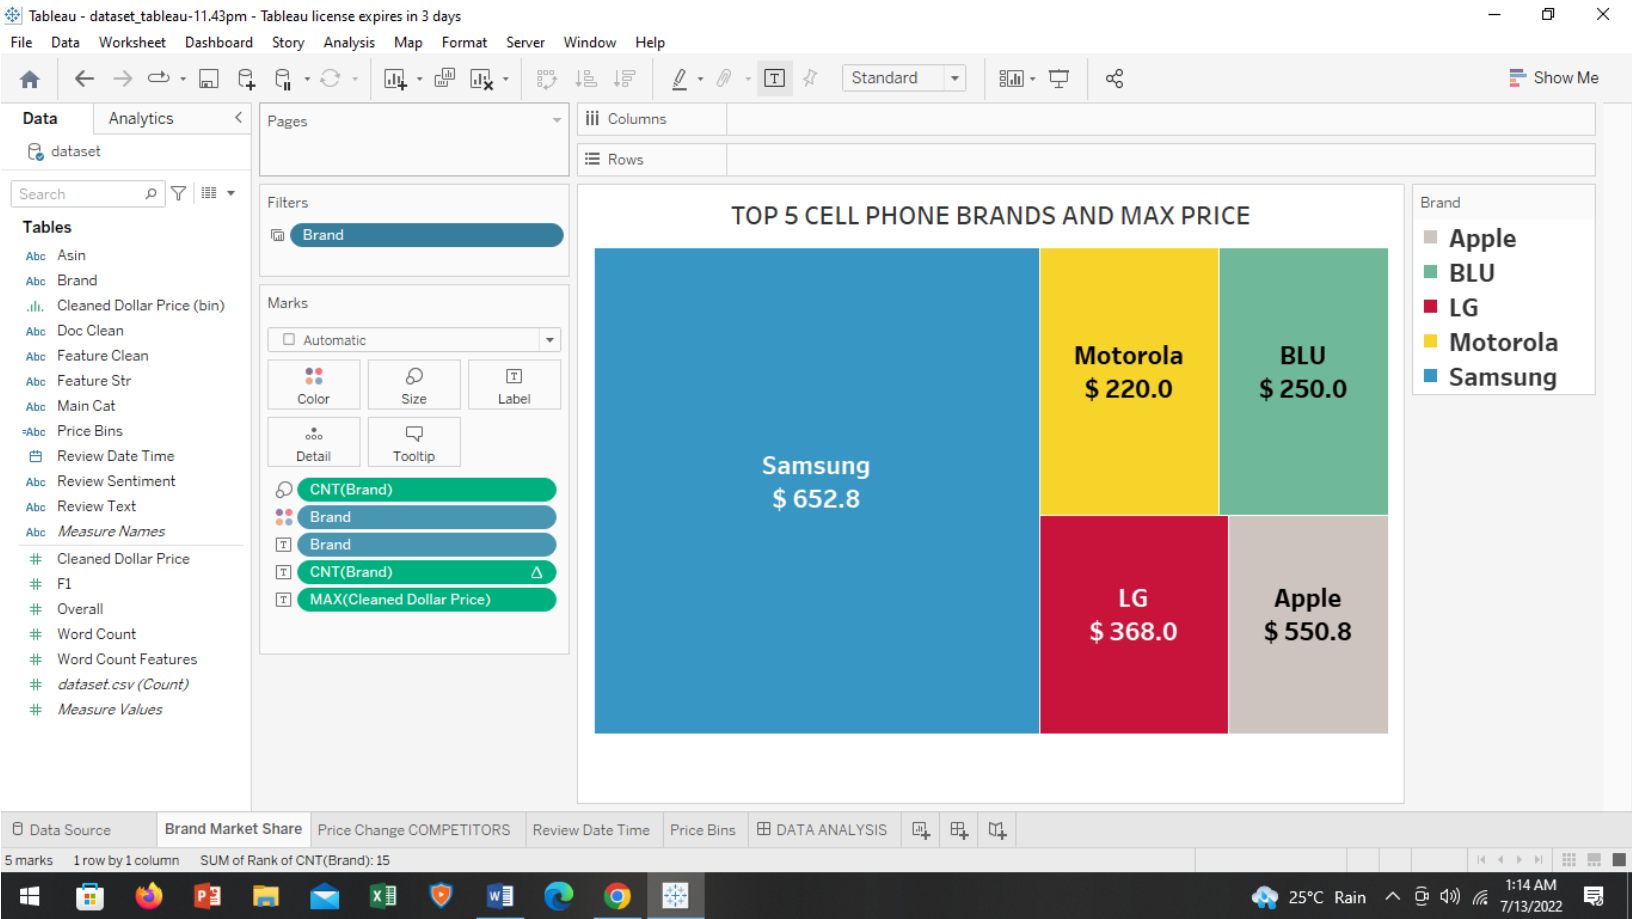 Tableau - dataset_tableau-11.43pm - Tableau license expires in 3 days
File Data Worksheet Dashboard Story Analysis Map Format Server Window Help
Standard
Show Me
Data Analytics
dataset
Search
Tables
Abc Asin
Abc Brand
Cleaned Dollar Price (bin)
Abc Doc Clean
Abc Feature Clean
Abc Feature Str
Abc Main Cat
=Abc Price Bins
Review Date Time
Abc Review Sentiment
Abc Review Text
Abc Measure Names
# Cleaned Dollar Price
# F1
# Overall
# Word Count
# Word Count Features
# dataset.csv (Count)
# Measure Values
Pages
Filters
Brand
Marks
Automatic
Color Size Label
Detail Tooltip
CNT(Brand)
Brand
Brand
CNT(Brand) Δ
MAX(Cleaned Dollar Price)
Columns
Rows
TOP 5 CELL PHONE BRANDS AND MAX PRICE
Samsung
$ 652.8
Motorola
$ 220.0
BLU
$ 250.0
LG
$ 368.0
Apple
$ 550.8
Brand
Apple
BLU
LG
Motorola
Samsung
Data Source Brand Market Share Price Change COMPETITORS Review Date Time Price Bins DATA ANALYSIS
5 marks 1 row by 1 column SUM of Rank of CNT(Brand): 15
25°C Rain
1:14 AM
7/13/2022